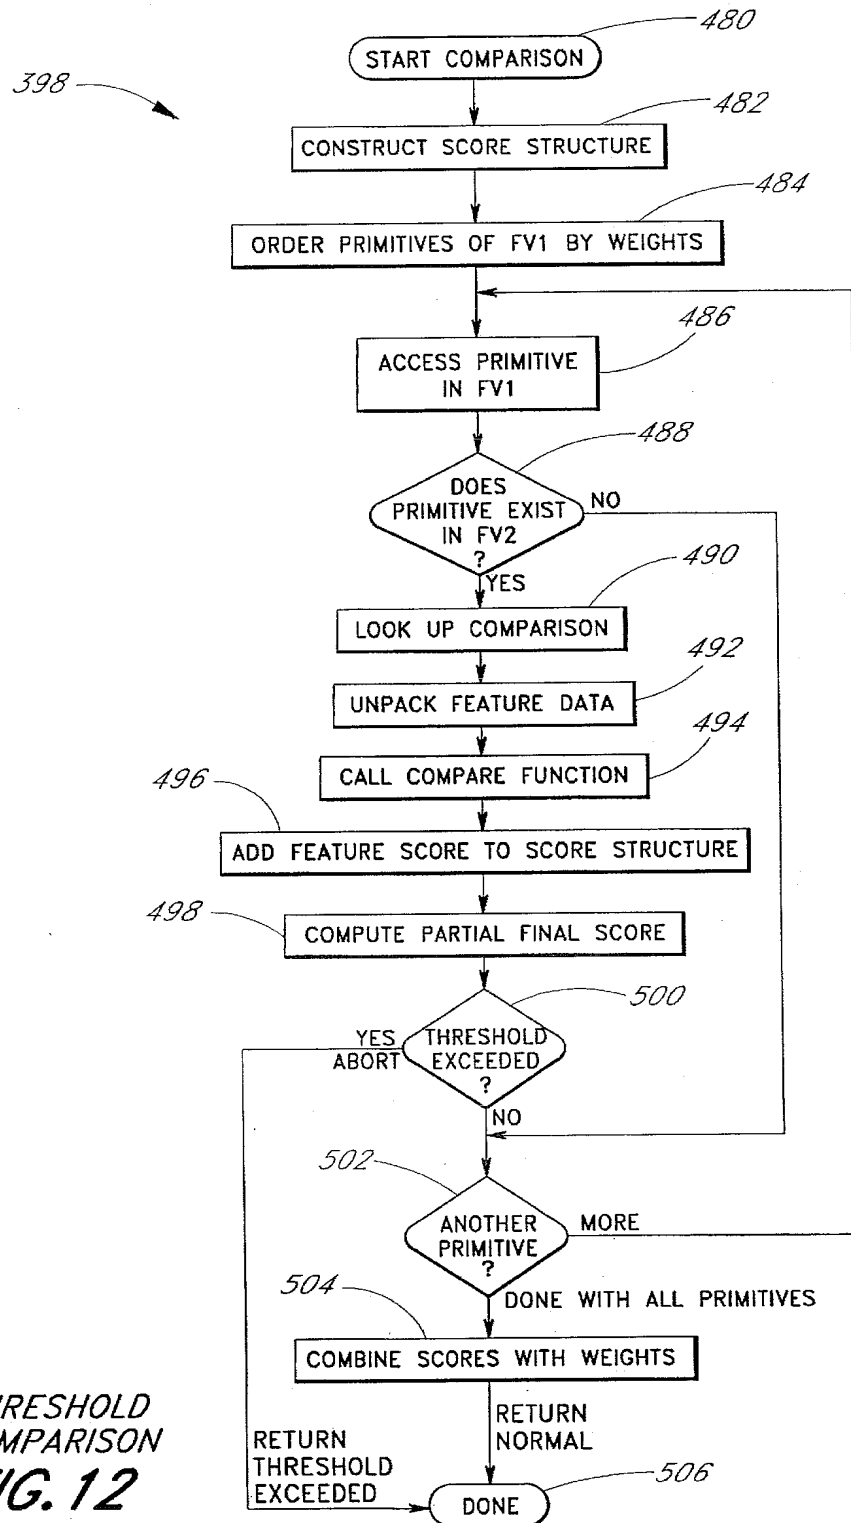 480
START COMPARISON
398
482
CONSTRUCT SCORE STRUCTURE
484
ORDER PRIMITIVES OF FV1 BY WEIGHTS
486
ACCESS PRIMITIVE
IN FV1
488
DOES
PRIMITIVE EXIST
IN FV2
?
NO
YES
490
LOOK UP COMPARISON
492
UNPACK FEATURE DATA
494
CALL COMPARE FUNCTION
496
ADD FEATURE SCORE TO SCORE STRUCTURE
498
COMPUTE PARTIAL FINAL SCORE
500
THRESHOLD
EXCEEDED
?
YES
ABORT
NO
502
ANOTHER
PRIMITIVE
?
MORE
DONE WITH ALL PRIMITIVES
504
COMBINE SCORES WITH WEIGHTS
RETURN
NORMAL
RETURN
THRESHOLD
EXCEEDED
506
DONE
RESHOLD
MPARISON
IG. 12